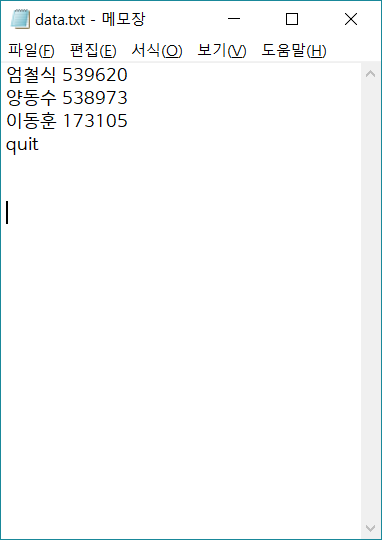 data.txt - 메모장
파일(F) 편집(E) 서식(O) 보기(V) 도움말(H)
엄철식 539620
양동수 538973
이동훈 173105
quit